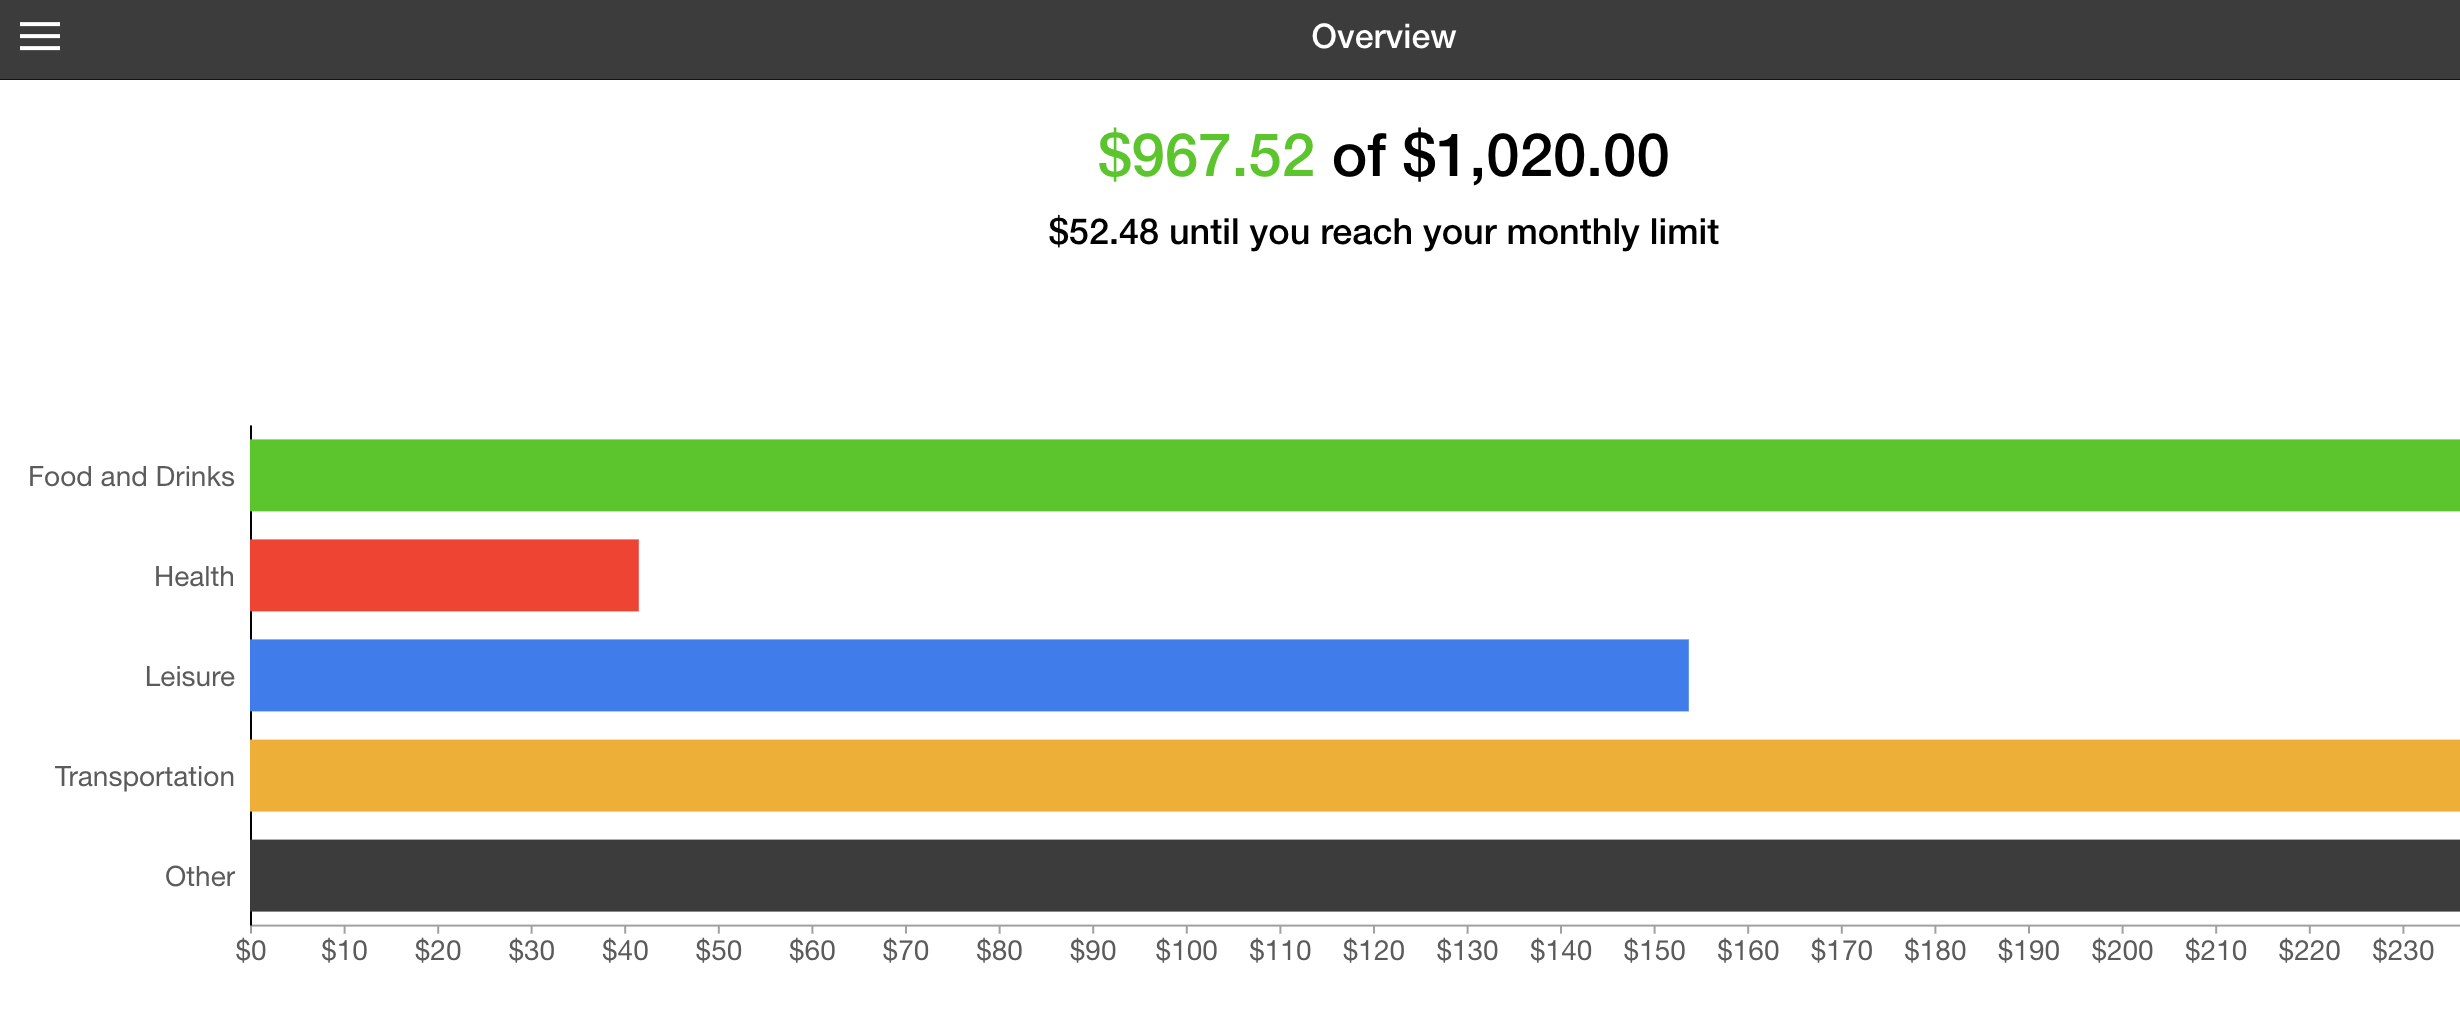 Overview
$967.52 of $1,020.00
$52.48 until you reach your monthly limit
Food and Drinks
Health
Leisure
Transportation
Other
$0 $10 $20 $30 $40 $50 $60 $70 $80 $90 $100 $110 $120 $130 $140 $150 $160 $170 $180 $190 $200 $210 $220 $230